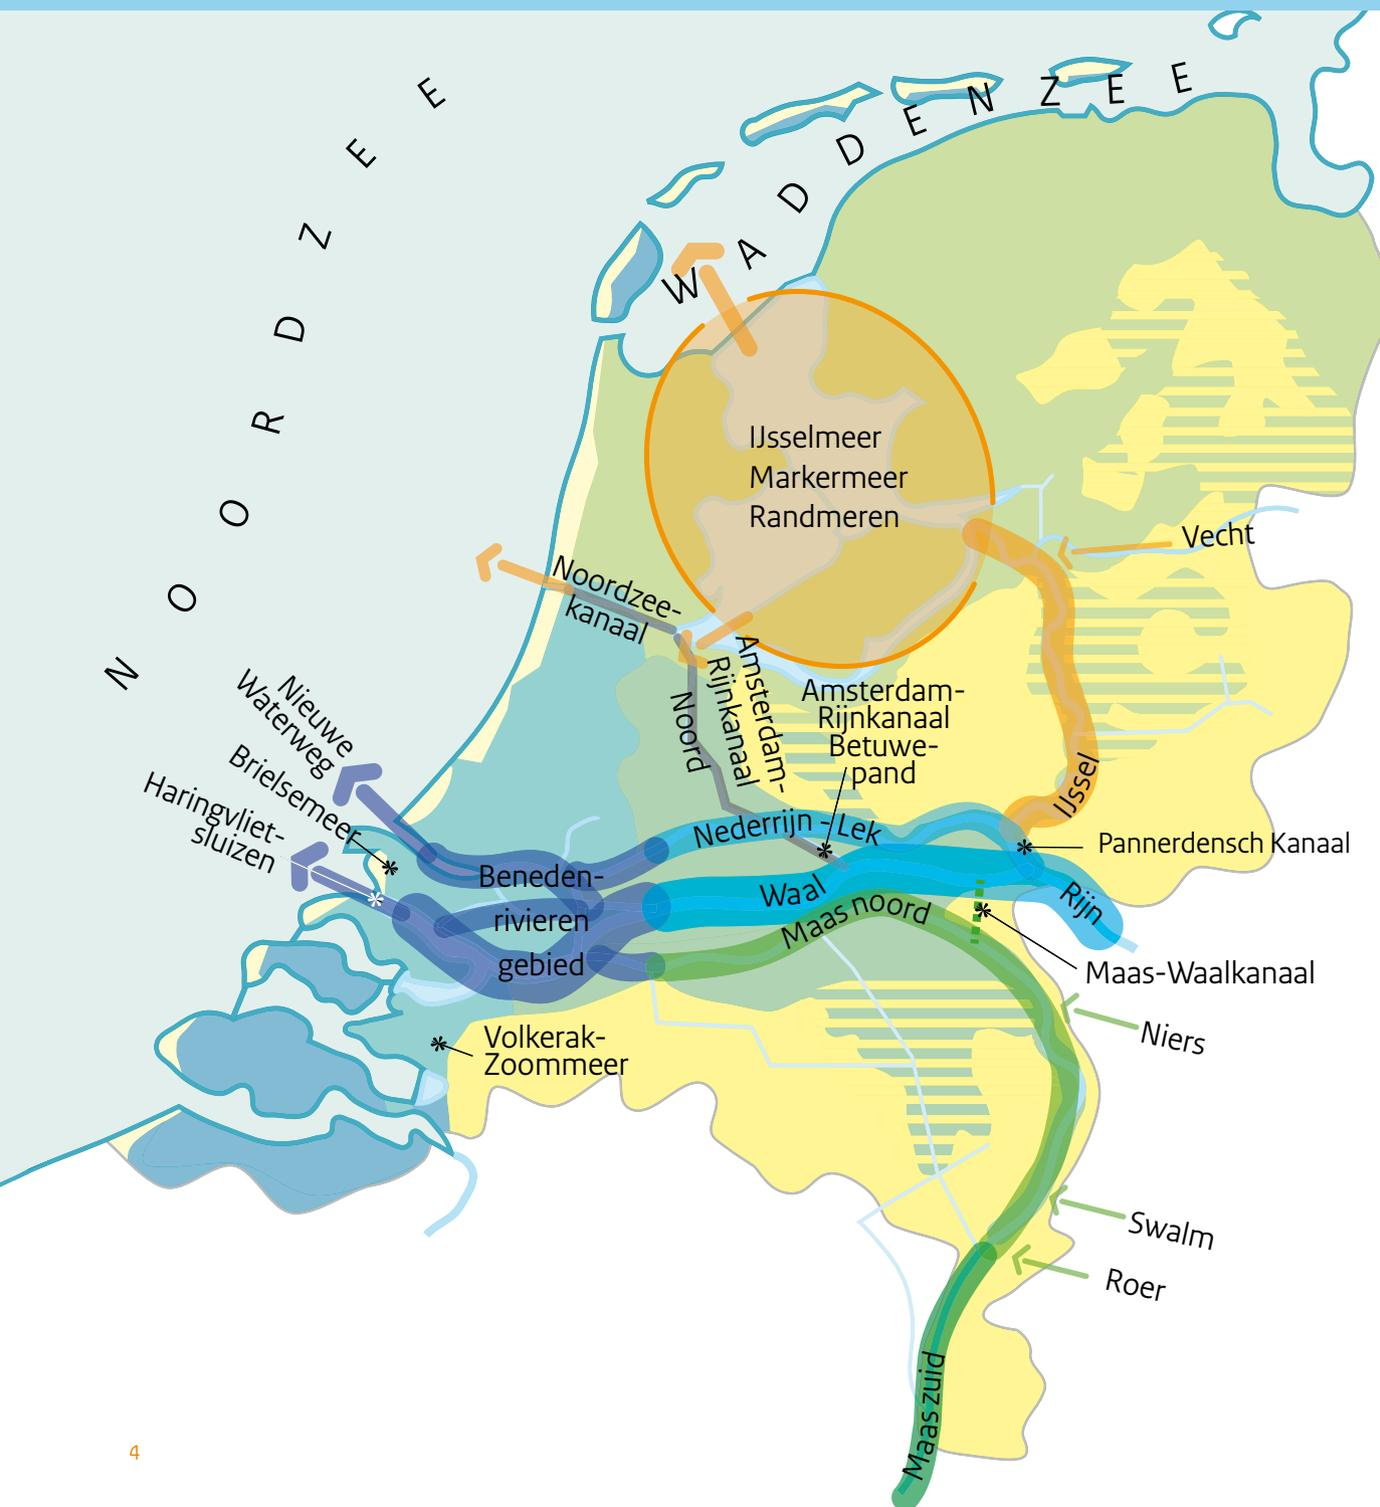 NOORDZEE
WADDENZEE
IJsselmeer
Markermeer
Randmeren
Vecht
Noordzee-
kanaal
Amsterdam-
Rijnkanaal
Noord
Amsterdam-
Rijnkanaal
Betuwe-
pand
Nieuwe
Waterweg
Brielsemeer
Haringvliet-
sluizen
IJssel
Nederrijn - Lek
Pannerdensch Kanaal
Beneden-
rivieren
gebied
Waal
Maas noord
Rijn
Maas-Waalkanaal
Niers
Volkerak-
Zoommeer
Swalm
Roer
Maas zuid
4